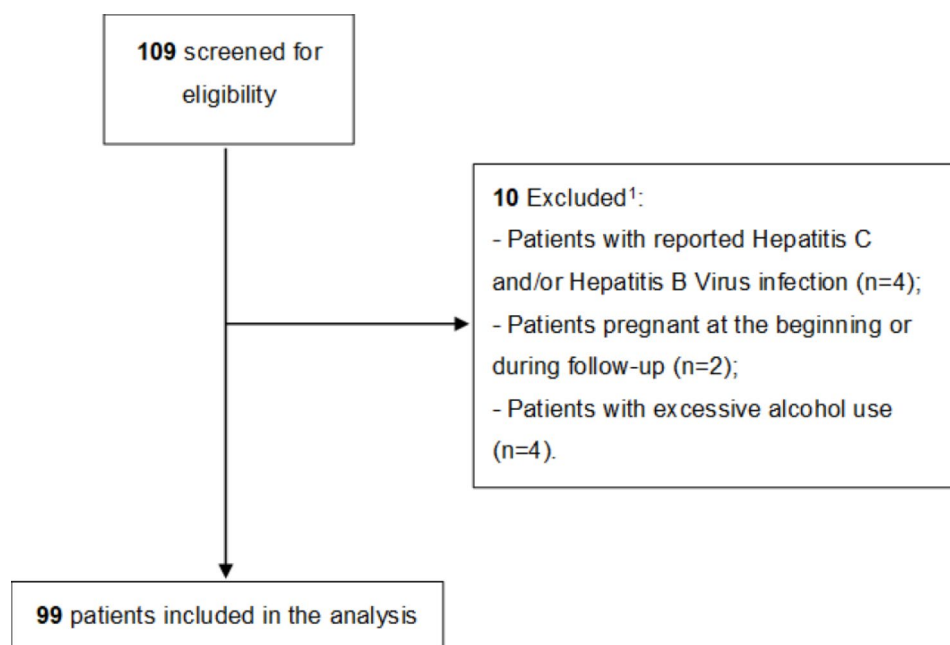 109 screened for
eligibility
10 Excluded¹:
- Patients with reported Hepatitis C
and/or Hepatitis B Virus infection (n=4);
- Patients pregnant at the beginning or
during follow-up (n=2);
- Patients with excessive alcohol use
(n=4).
99 patients included in the analysis